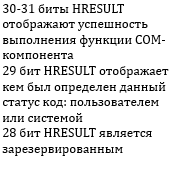 30-31 биты HRESULT
отображают успешность
выполнения функции COM-
компонента
29 бит HRESULT отображает
кем был определен данный
статус код: пользователем
или системой
28 бит HRESULT является
зарезервированным